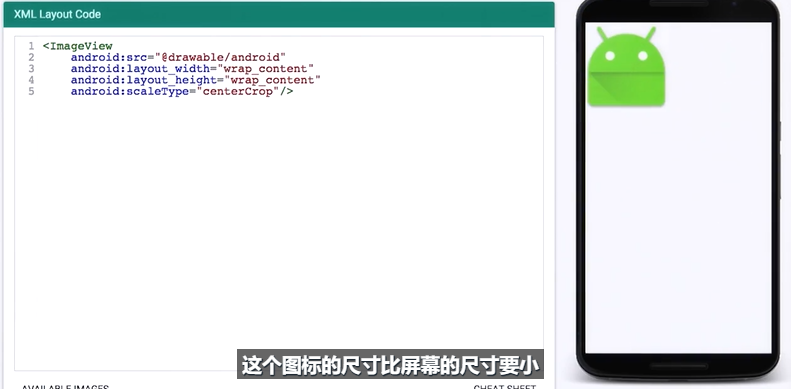 XML Layout Code
1 <ImageView
2 android:src="@drawable/android"
3 android:layout_width="wrap_content"
4 android:layout_height="wrap_content"
5 android:scaleType="centerCrop"/>
这个图标的尺寸比屏幕的尺寸要小
AVAILABLE IMAGES
CHEAT SHEET